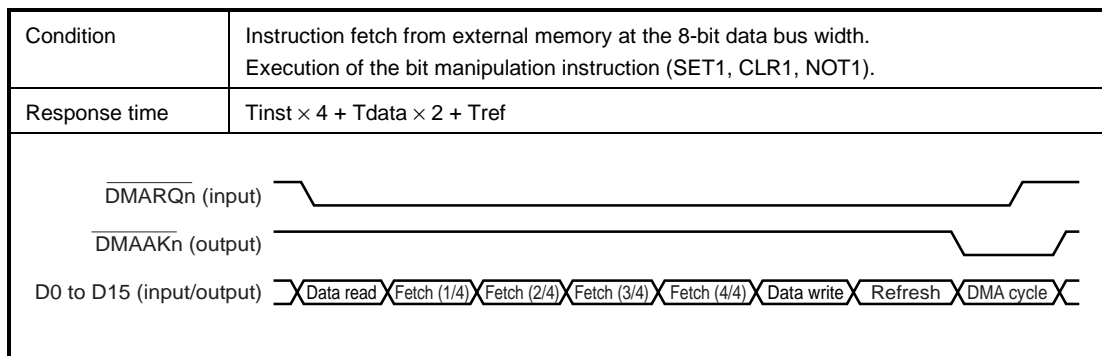 Condition
Instruction fetch from external memory at the 8-bit data bus width.
Execution of the bit manipulation instruction (SET1, CLR1, NOT1).
Response time
Tinst × 4 + Tdata × 2 + Tref
DMARQn (input)
DMAAKn (output)
D0 to D15 (input/output) Data read Fetch (1/4) Fetch (2/4) Fetch (3/4) Fetch (4/4) Data write Refresh DMA cycle